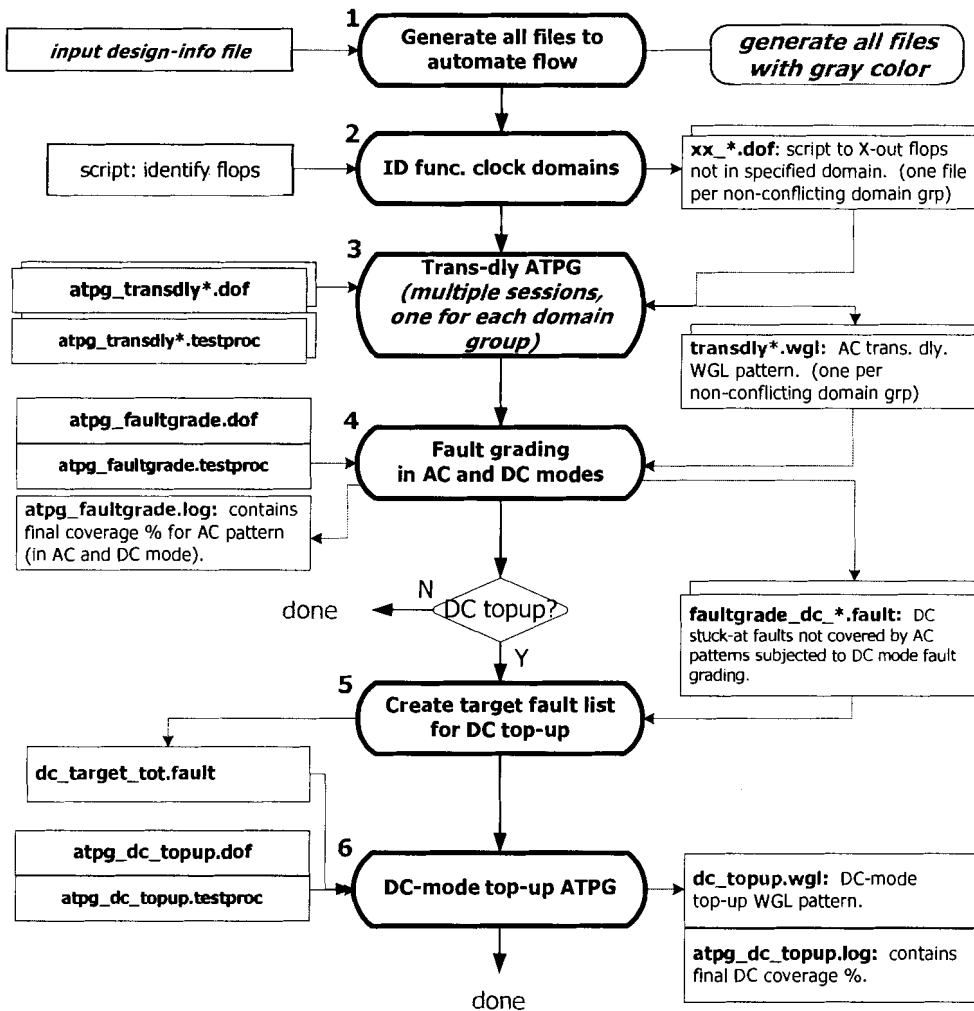 1
input design-info file
Generate all files to
automate flow
generate all files
with gray color
2
script: identify flops
ID func. clock domains
xx_*.dof: script to X-out flops
not in specified domain. (one file
per non-conflicting domain grp)
3
atpg_transdly*.dof
atpg_transdly*.testproc
Trans-dly ATPG
(multiple sessions,
one for each domain
group)
transdly*.wgl: AC trans. dly.
WGL pattern. (one per
non-conflicting domain grp)
4
atpg_faultgrade.dof
atpg_faultgrade.testproc
Fault grading
in AC and DC modes
atpg_faultgrade.log: contains
final coverage % for AC pattern
(in AC and DC mode).
N
done
DC topup?
Y
faultgrade_dc_*.fault: DC
stuck-at faults not covered by AC
patterns subjected to DC mode fault
grading.
5
Create target fault list
for DC top-up
dc_target_tot.fault
6
atpg_dc_topup.dof
atpg_dc_topup.testproc
DC-mode top-up ATPG
dc_topup.wgl: DC-mode
top-up WGL pattern.
atpg_dc_topup.log: contains
final DC coverage %.
done